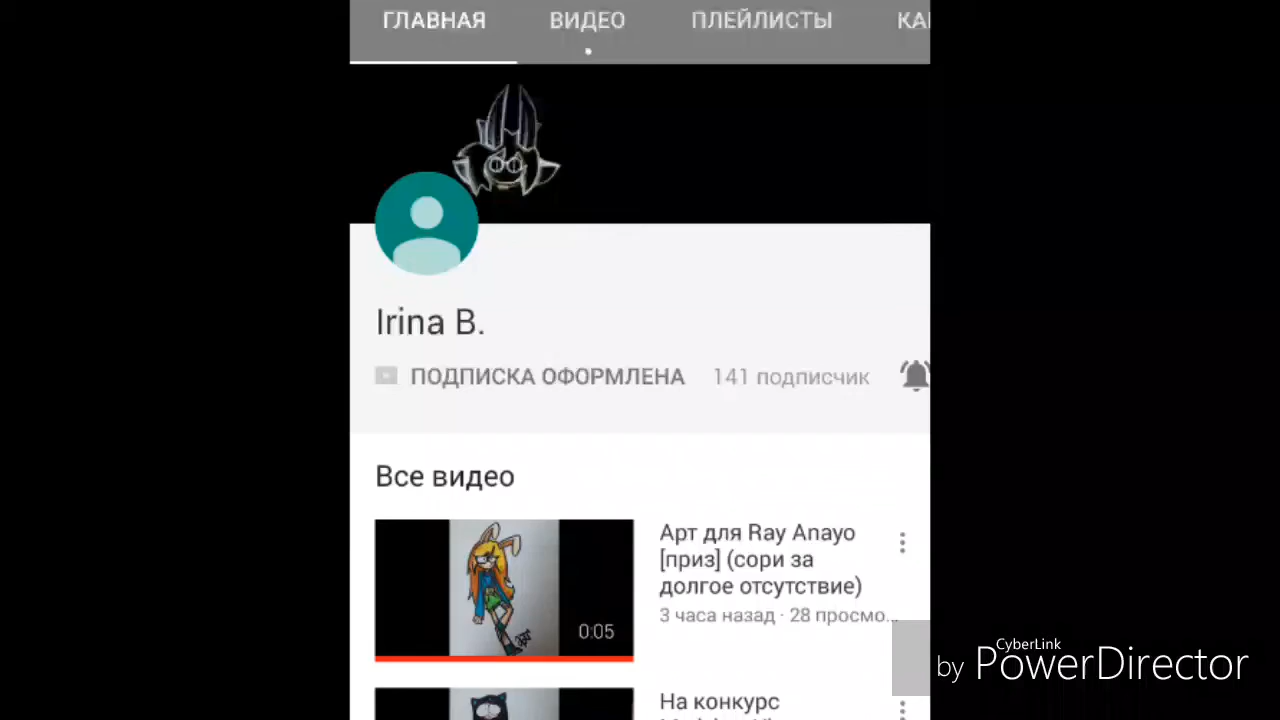 ГЛАВНАЯ ВИДЕО ПЛЕЙЛИСТЫ
Irina B.
ПОДПИСКА ОФОРМЛЕНА 141 подписчик
Все видео
Арт для Ray Anayo
[приз] (сори за
долгое отсутствие)
3 часа назад · 28 просмо...
0:05
CyberLink
by PowerDirector
На конкурс